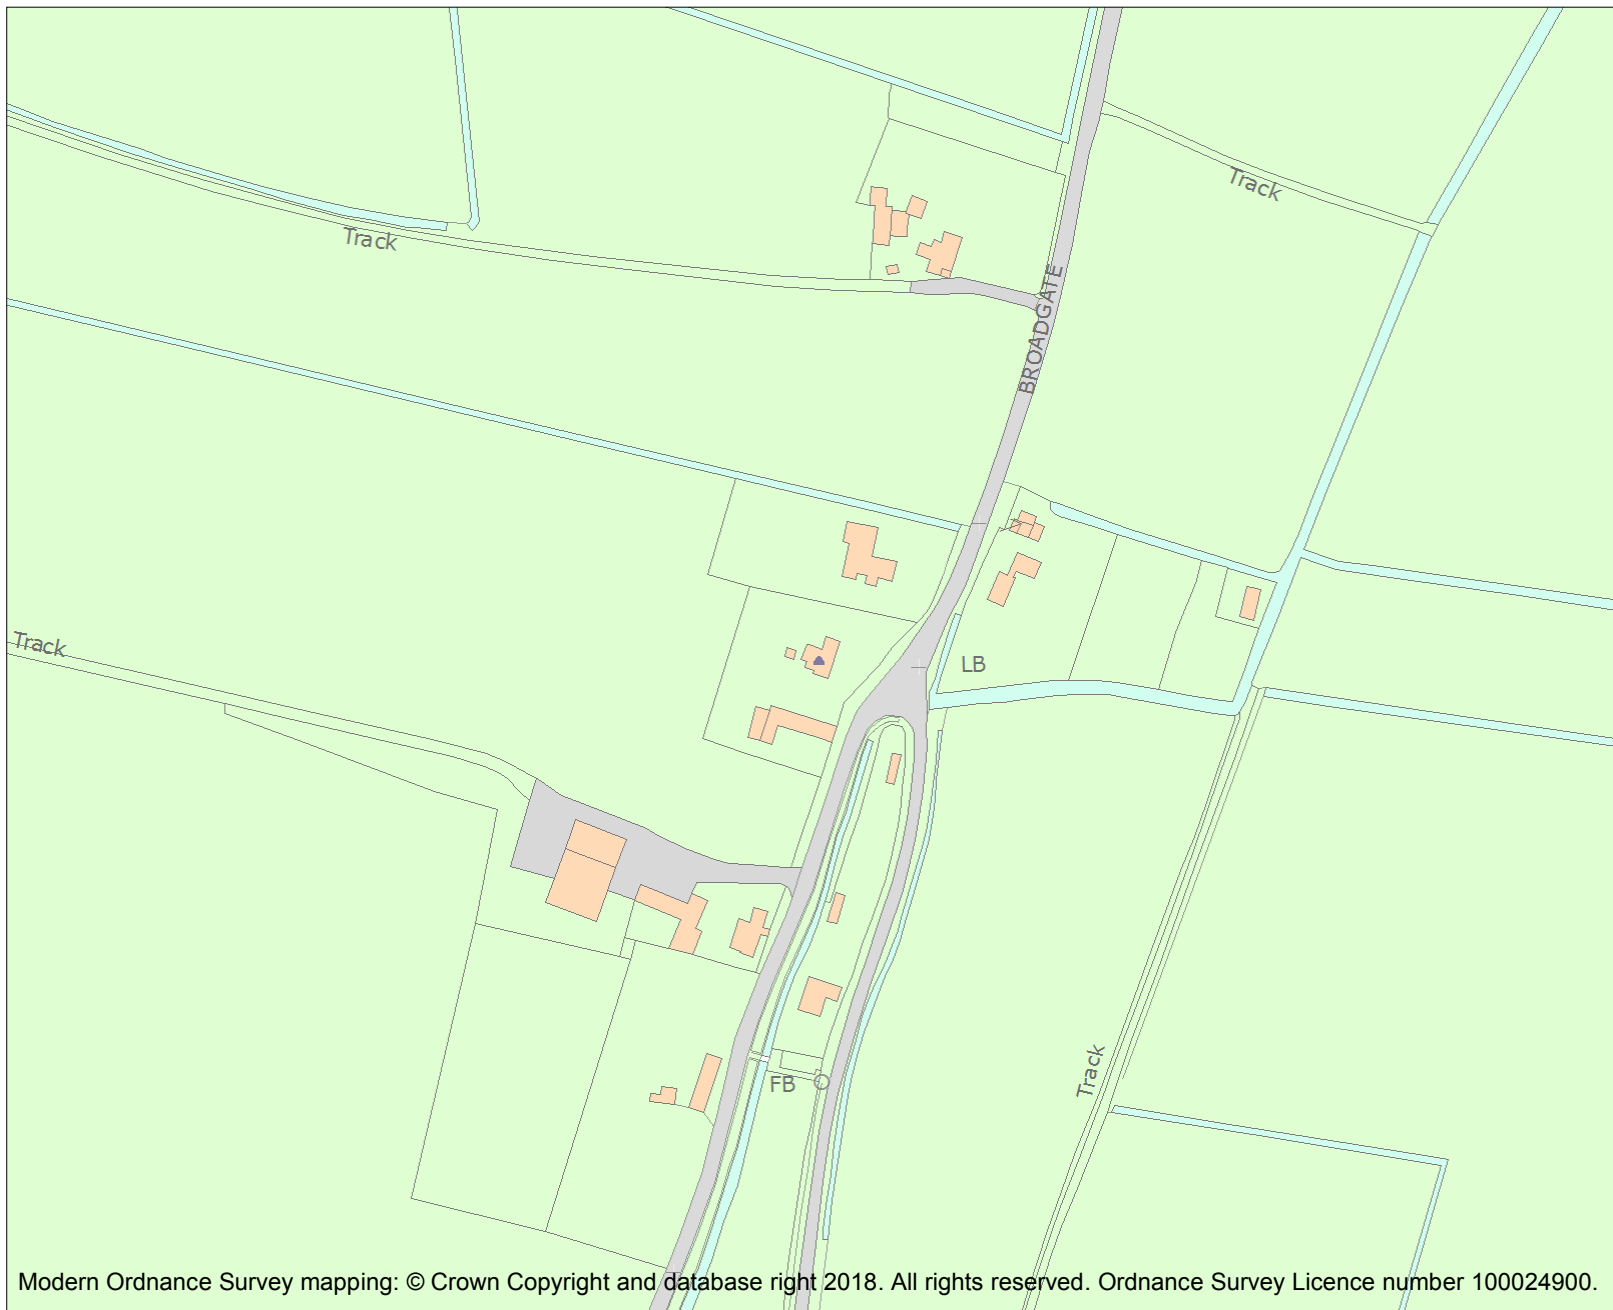 Track
Track
BROADGATE
Track
LB
FB
Track
Modern Ordnance Survey mapping: © Crown Copyright and database right 2018. All rights reserved. Ordnance Survey Licence number 100024900.